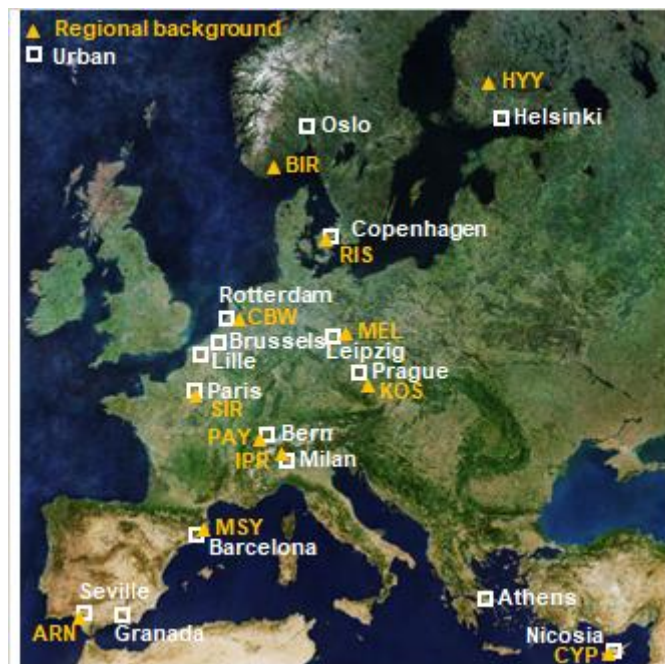 Regional background
Urban
HYY
Helsinki
Oslo
BIR
Copenhagen
RIS
Rotterdam
CBW
Brussels
MEL
Leipzig
Lille
Prague
KOS
Paris
SIR
Bern
PAY
IPR
Milan
MSY
Barcelona
Seville
Athens
ARN
Granada
Nicosia
CYP